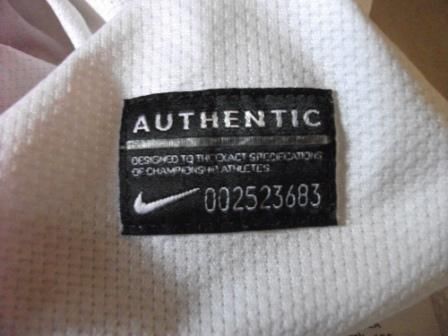 AUTHENTIC
DESIGNED TO THE EXACT SPECIFICATIONS
OF CHAMPIONSHIP ATHLETES
002523683